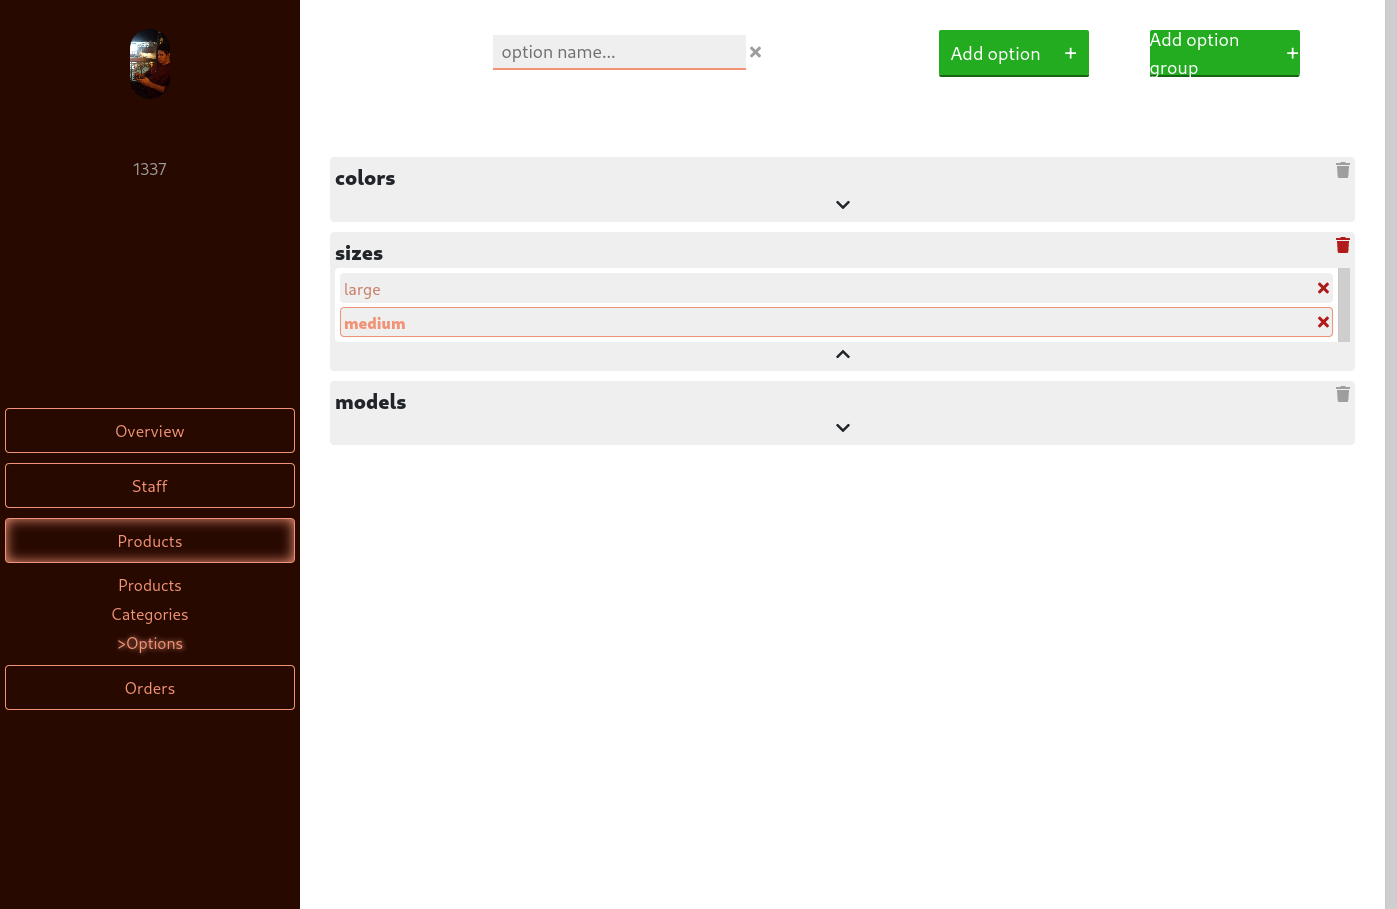 1337
Overview
Staff
Products
Products
Categories
>Options
Orders
option name...
Add option +
Add option
group +
colors
sizes
large
medium
models